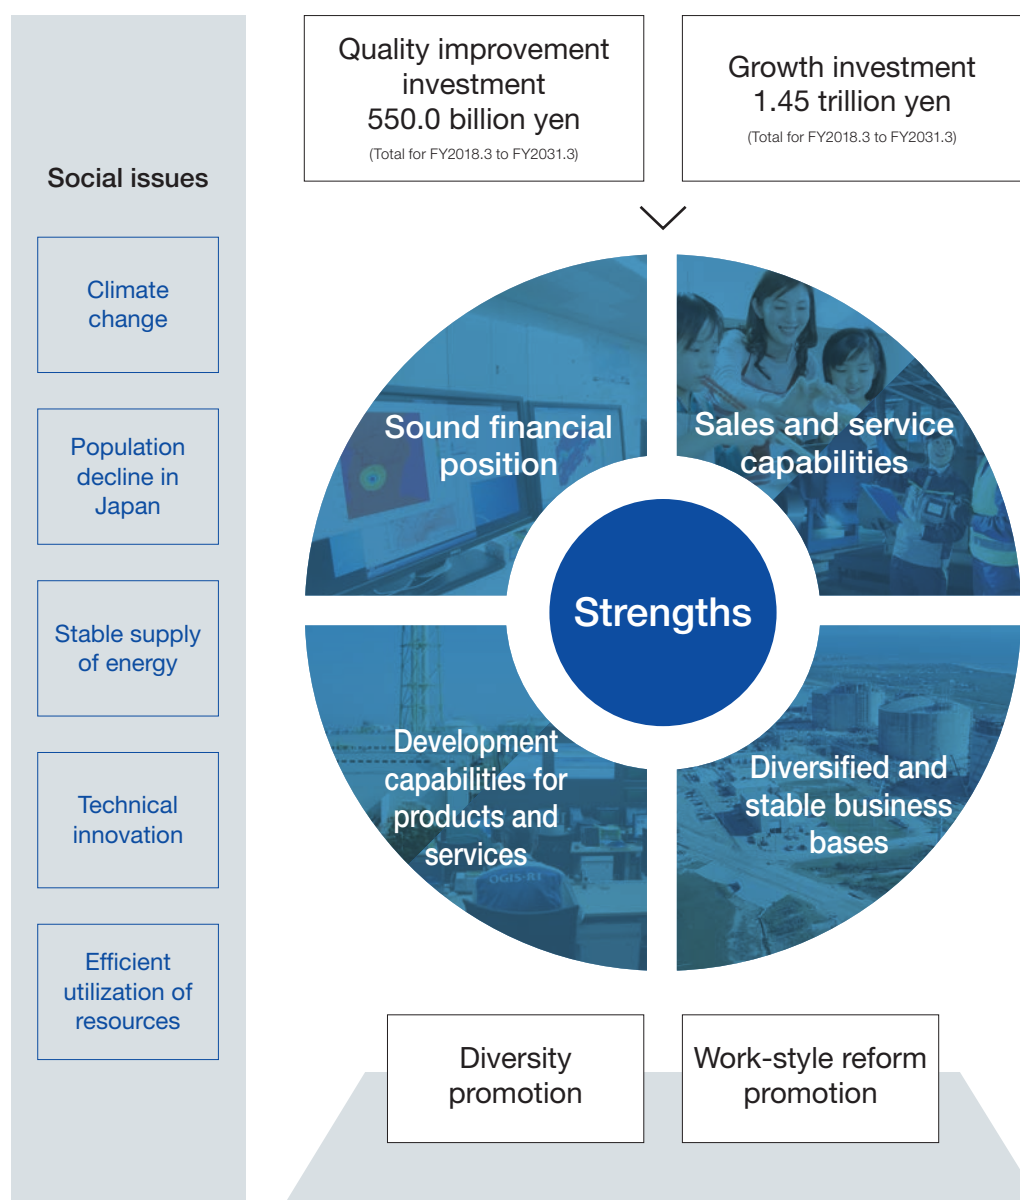 Social issues
Climate
change
Population
decline in
Japan
Stable supply
of energy
Technical
innovation
Efficient
utilization of
resources
Quality improvement
investment
550.0 billion yen
(Total for FY2018.3 to FY2031.3)
Growth investment
1.45 trillion yen
(Total for FY2018.3 to FY2031.3)
Sound financial
position
Sales and service
capabilities
Strengths
Development
capabilities for
products and
services
OGIS-RI
Diversified and
stable business
bases
Diversity
promotion
Work-style reform
promotion